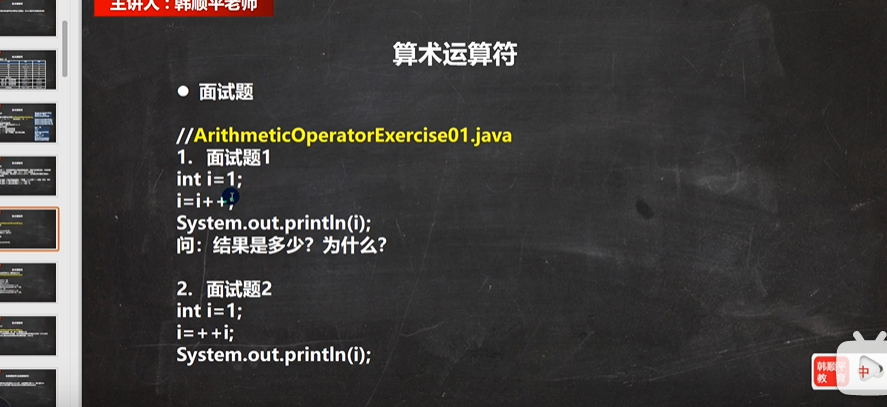 主讲人：韩顺平老师
算术运算符
● 面试题
//ArithmeticOperatorExercise01.java
1. 面试题1
int i=1;
i=i++;
System.out.println(i);
问：结果是多少？为什么？
2. 面试题2
int i=1;
i=++i;
System.out.println(i);
韩顺平
教育
中